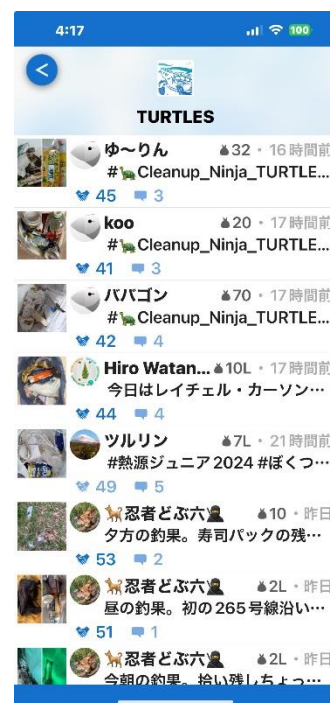 4:17
100
TURTLES
ゆ〜りん 32・16時間前
#🐢Cleanup_Ninja_TURTLE...
45 3
koo 20・17時間前
#🐢Cleanup_Ninja_TURTLE...
41 3
パパゴン 70・17時間前
#🐢Cleanup_Ninja_TURTLE...
42 4
Hiro Watan... 10L・17時間前
今日はレイチェル・カーソン…
44 4
ツルリン 7L・21時間前
#熱源ジュニア2024 #ぼくつ…
49 5
🐈忍者どぶ六🥷 10・昨日
夕方の釣果。寿司パックの残…
53 2
🐈忍者どぶ六🥷 2L・昨日
昼の釣果。初の265号線沿い…
51 1
🐈忍者どぶ六🥷 2L・昨日
今朝の釣果。拾い残しちょっ…